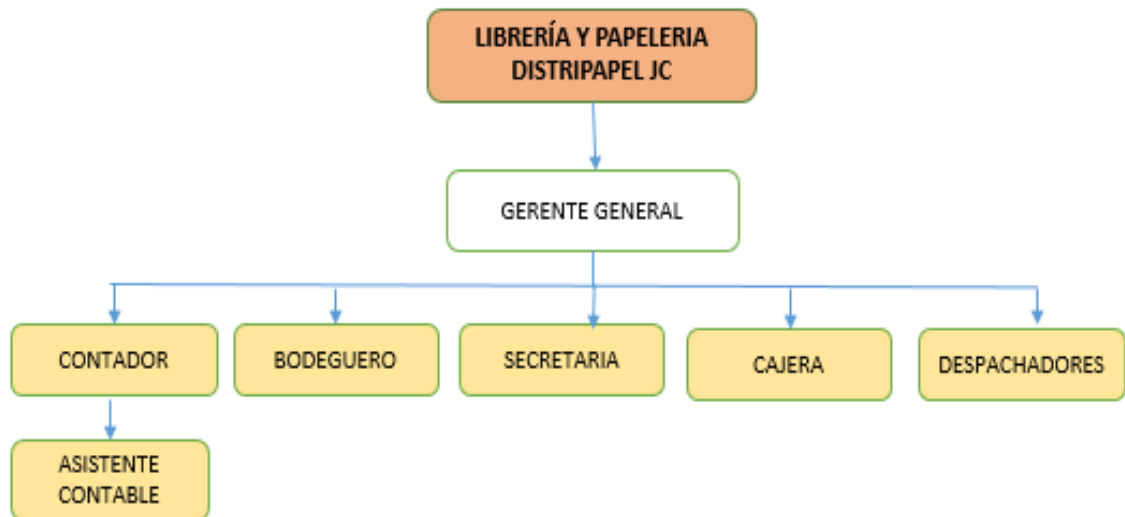 LIBRERÍA Y PAPELERIA
DISTRIPAPEL JC
GERENTE GENERAL
CONTADOR
BODEGUERO
SECRETARIA
CAJERA
DESPACHADORES
ASISTENTE
CONTABLE